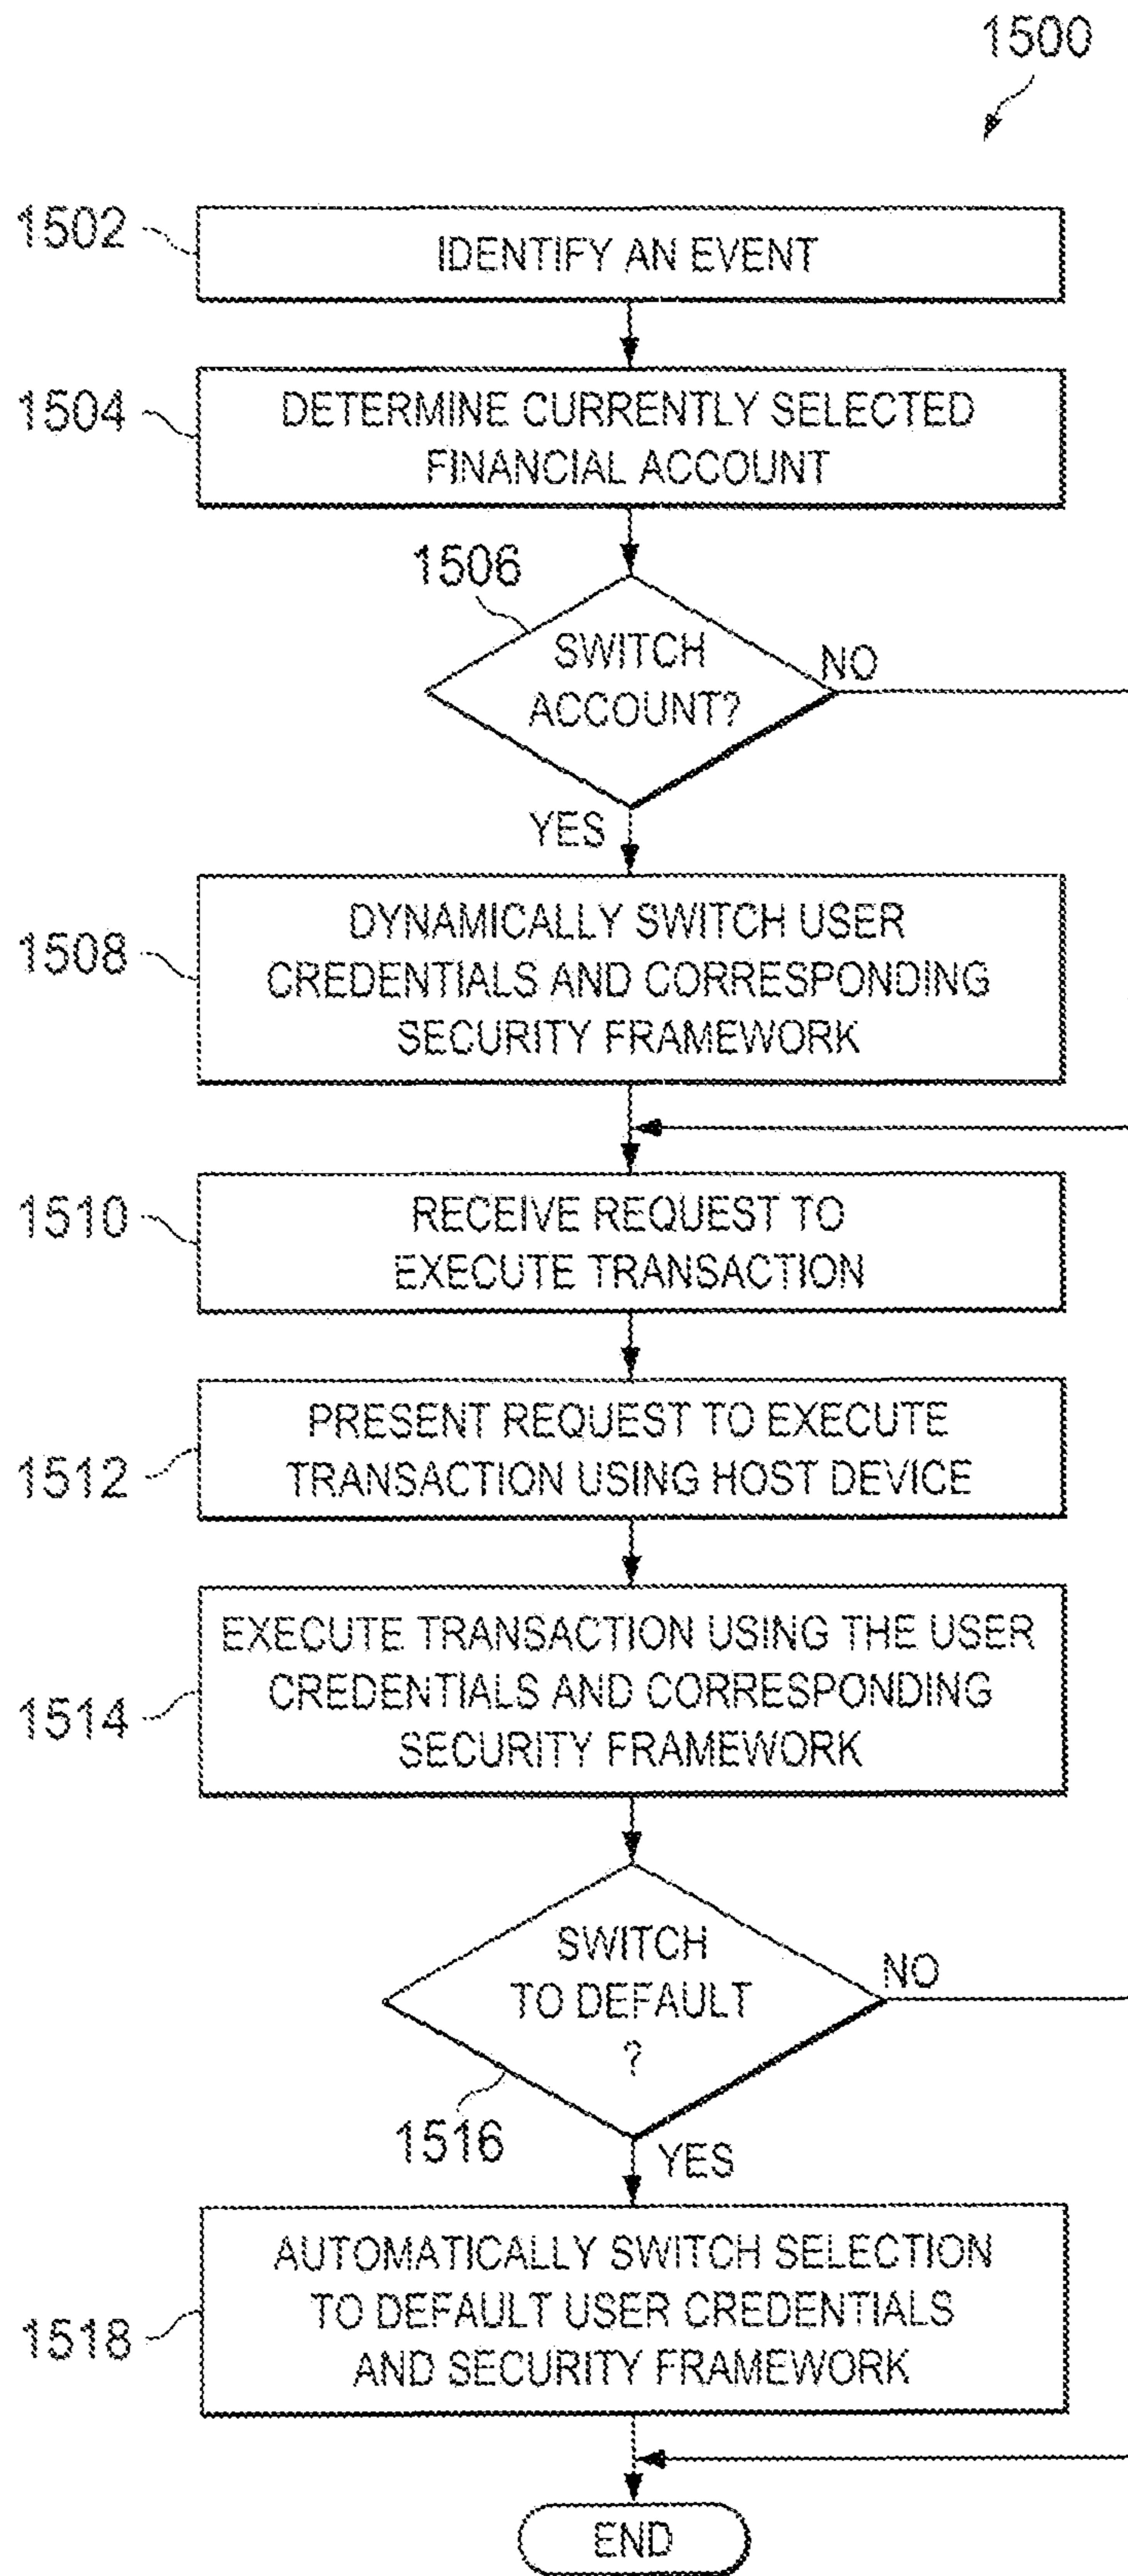 1500
1502
IDENTIFY AN EVENT
1504
DETERMINE CURRENTLY SELECTED
FINANCIAL ACCOUNT
1506
SWITCH
ACCOUNT?
NO
YES
1508
DYNAMICALLY SWITCH USER
CREDENTIALS AND CORRESPONDING
SECURITY FRAMEWORK
1510
RECEIVE REQUEST TO
EXECUTE TRANSACTION
1512
PRESENT REQUEST TO EXECUTE
TRANSACTION USING HOST DEVICE
1514
EXECUTE TRANSACTION USING THE USER
CREDENTIALS AND CORRESPONDING
SECURITY FRAMEWORK
SWITCH
TO DEFAULT
?
NO
1516
YES
1518
AUTOMATICALLY SWITCH SELECTION
TO DEFAULT USER CREDENTIALS
AND SECURITY FRAMEWORK
END